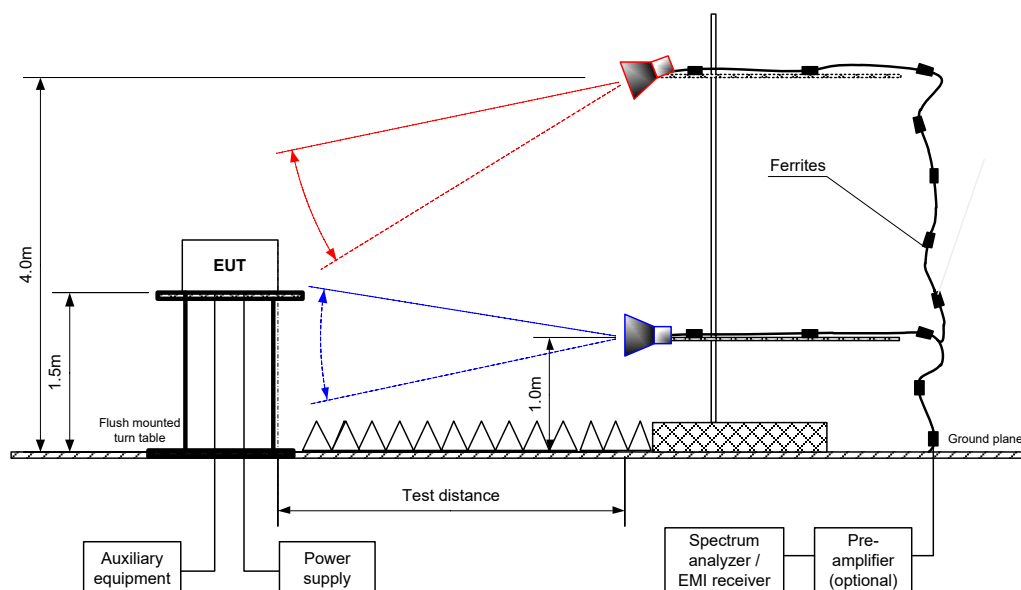 Ferrites
4.0m
EUT
1.5m
1.0m
Flush mounted
turn table
Ground plane
Test distance
Auxiliary
equipment
Power
supply
Spectrum
analyzer /
EMI receiver
Pre-
amplifier
(optional)